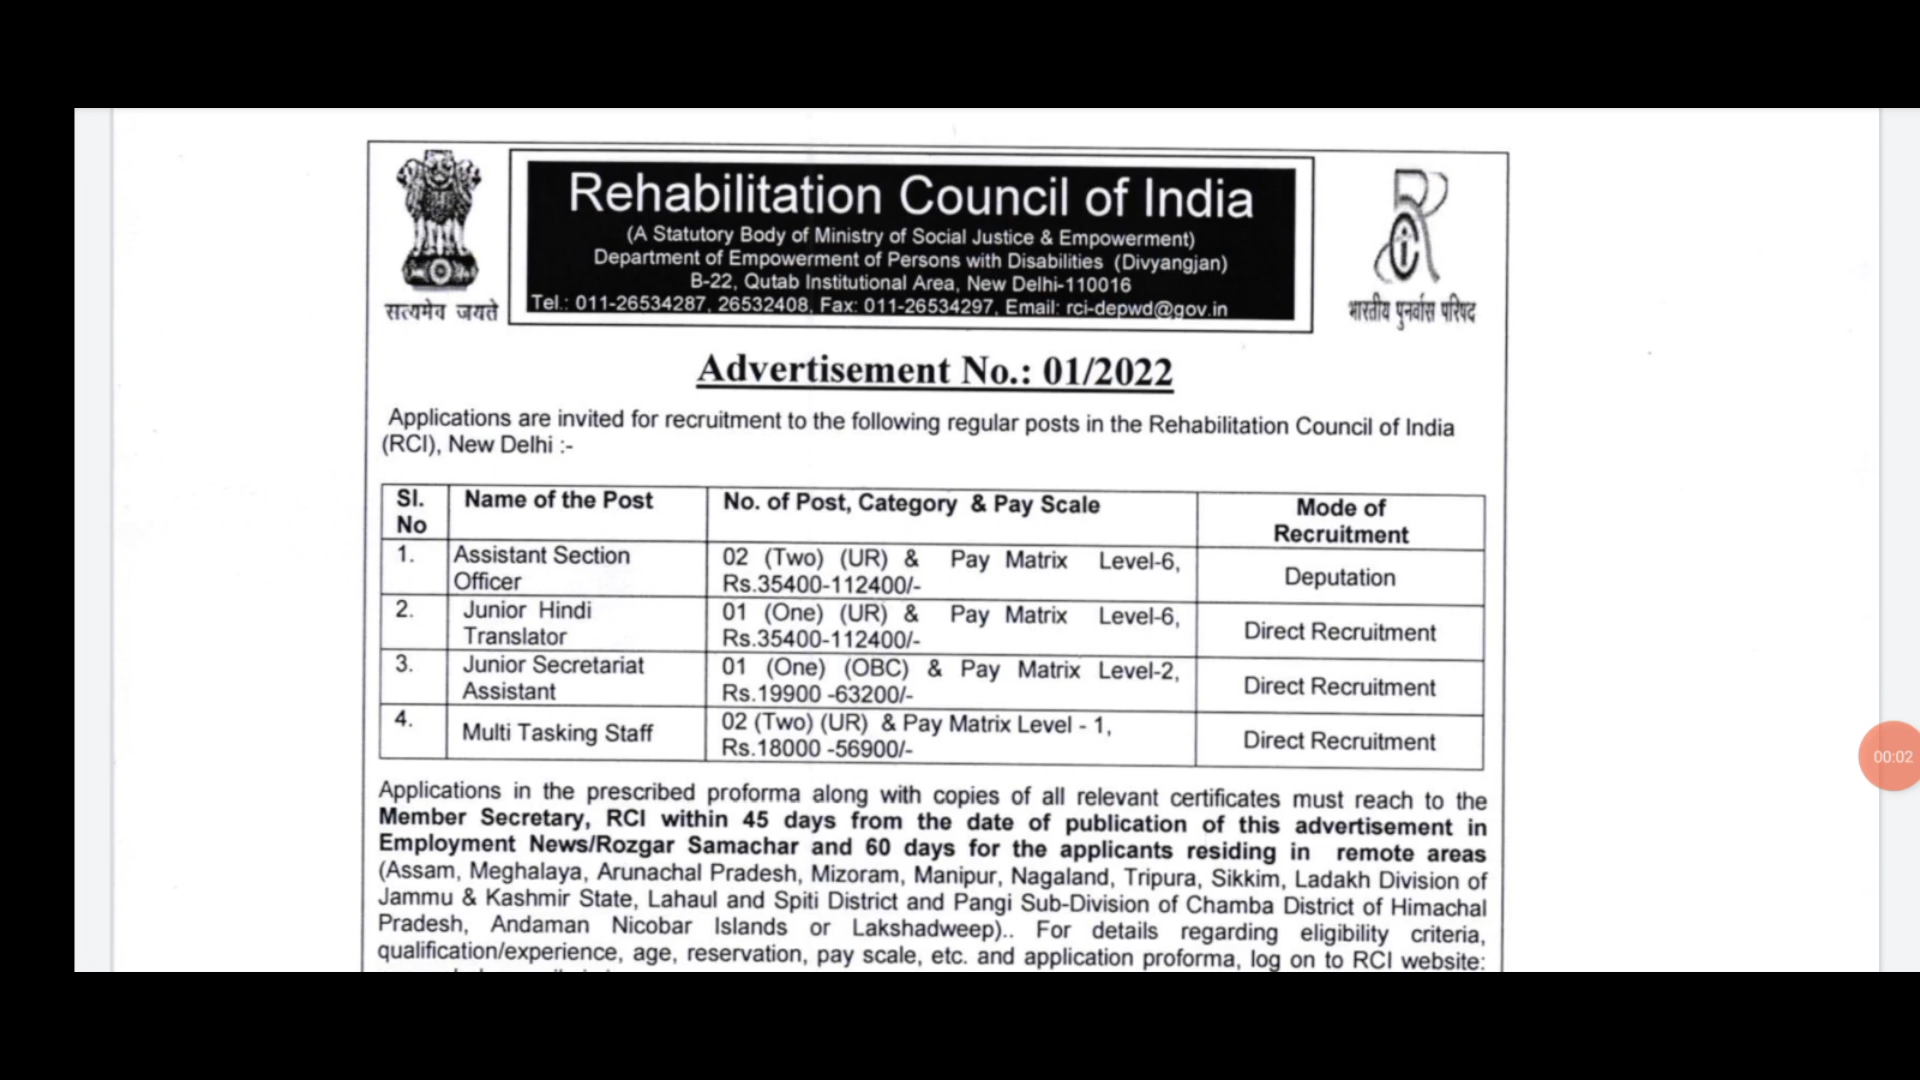 Rehabilitation Council of India
(A Statutory Body of Ministry of Social Justice & Empowerment)
Department of Empowerment of Persons with Disabilities (Divyangjan)
B-22, Qutab Institutional Area, New Delhi-110016
Tel.: 011-26534287, 26532408, Fax: 011-26534297, Email: rci-depwd@gov.in
सत्यमेव जयते
भारतीय पुनर्वास परिषद
Advertisement No.: 01/2022
Applications are invited for recruitment to the following regular posts in the Rehabilitation Council of India
(RCI), New Delhi :-
Sl. No Name of the Post No. of Post, Category & Pay Scale Mode of Recruitment
1. Assistant Section Officer 02 (Two) (UR) & Pay Matrix Level-6, Rs.35400-112400/- Deputation
2. Junior Hindi Translator 01 (One) (UR) & Pay Matrix Level-6, Rs.35400-112400/- Direct Recruitment
3. Junior Secretariat Assistant 01 (One) (OBC) & Pay Matrix Level-2, Rs.19900 -63200/- Direct Recruitment
4. Multi Tasking Staff 02 (Two) (UR) & Pay Matrix Level - 1, Rs.18000 -56900/- Direct Recruitment
Applications in the prescribed proforma along with copies of all relevant certificates must reach to the
Member Secretary, RCI within 45 days from the date of publication of this advertisement in
Employment News/Rozgar Samachar and 60 days for the applicants residing in remote areas
(Assam, Meghalaya, Arunachal Pradesh, Mizoram, Manipur, Nagaland, Tripura, Sikkim, Ladakh Division of
Jammu & Kashmir State, Lahaul and Spiti District and Pangi Sub-Division of Chamba District of Himachal
Pradesh, Andaman Nicobar Islands or Lakshadweep).. For details regarding eligibility criteria,
qualification/experience, age, reservation, pay scale, etc. and application proforma, log on to RCI website:
00:02